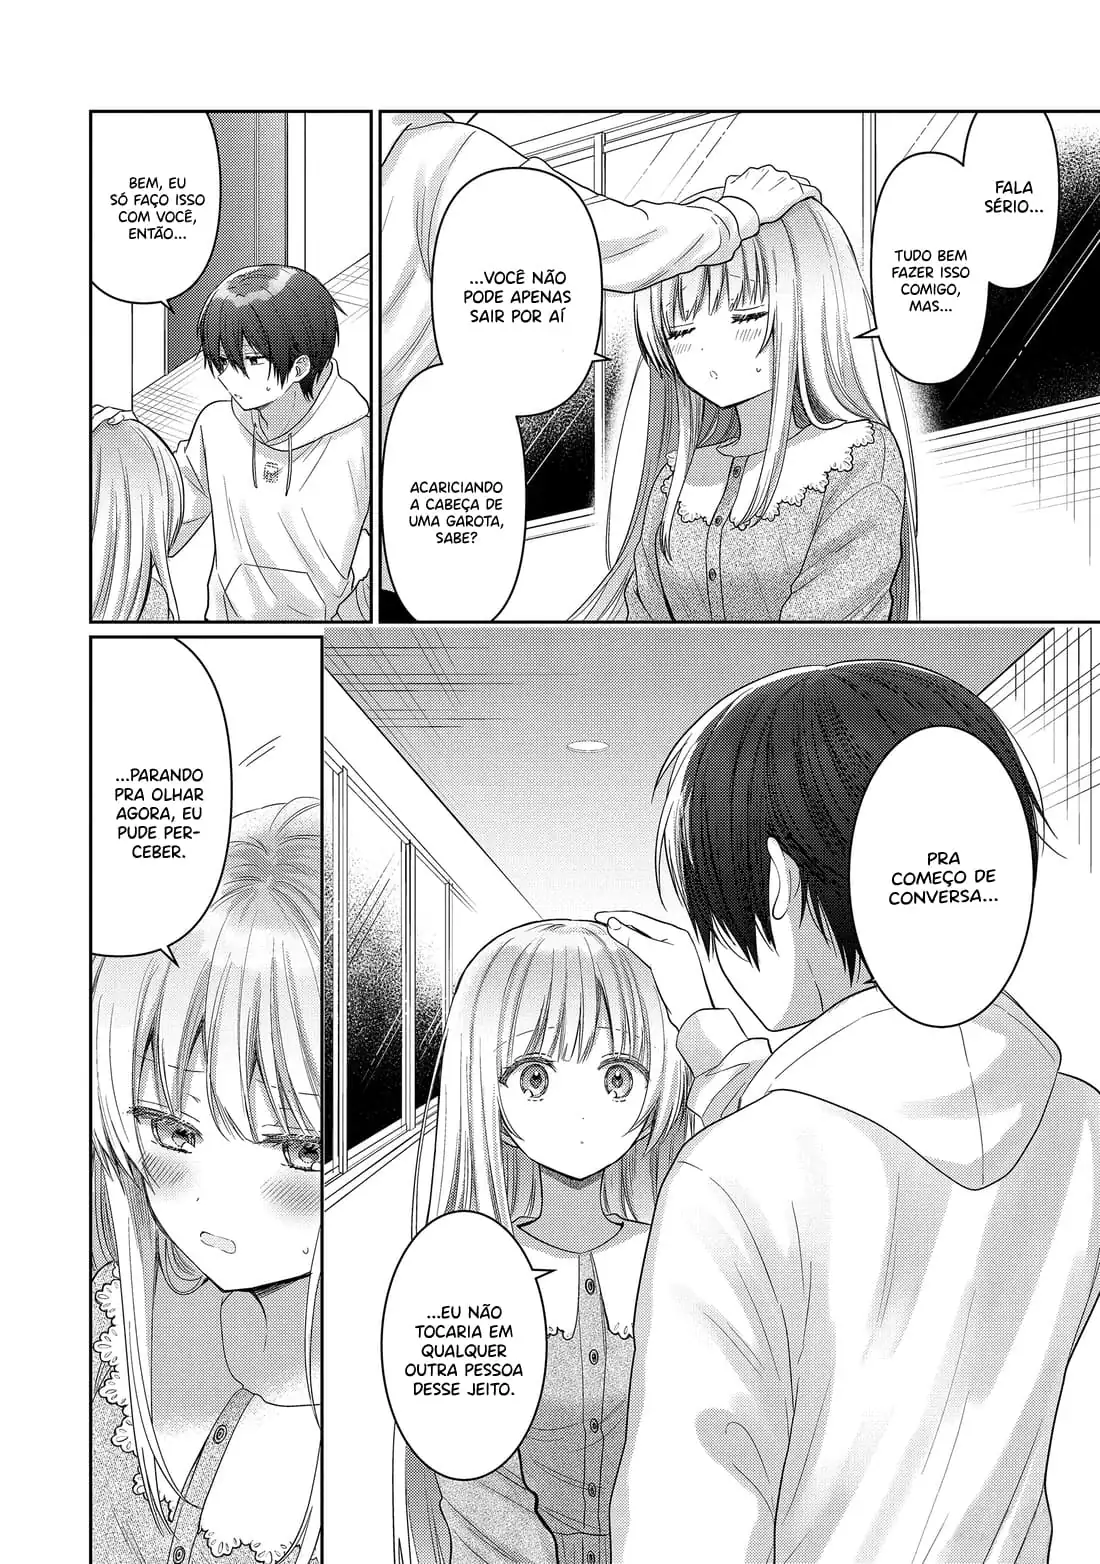 FALA
SÉRIO...
TUDO BEM
FAZER ISSO
COMIGO,
MAS...
...VOCÊ NÃO
PODE APENAS
SAIR POR AÍ
ACARICIANDO
A CABEÇA DE
UMA GAROTA,
SABE?
BEM, EU
SÓ FAÇO ISSO
COM VOCÊ,
ENTÃO...
PRA
COMEÇO DE
CONVERSA...
...EU NÃO
TOCARIA EM
QUALQUER
OUTRA PESSOA
DESSE JEITO.
...PARANDO
PRA OLHAR
AGORA, EU
PUDE PER-
CEBER.